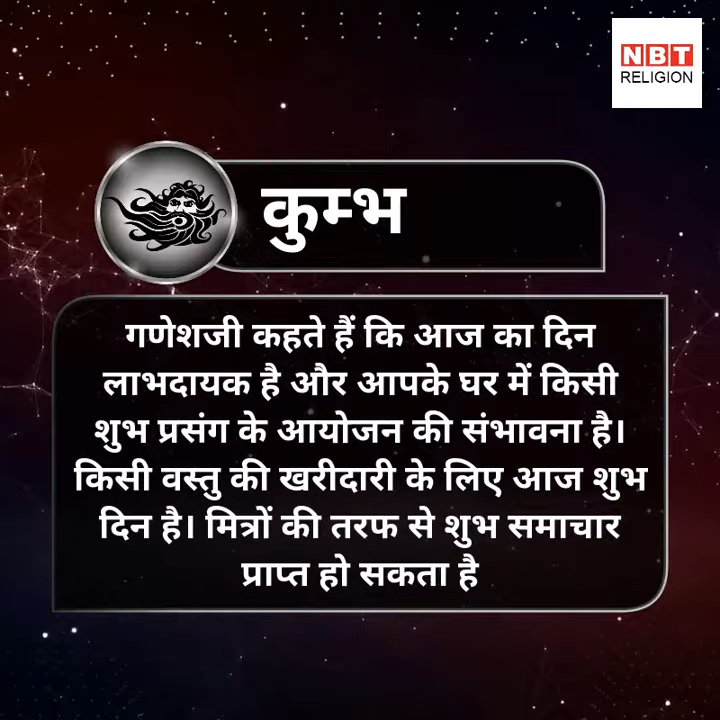 NBT
RELIGION
कुम्भ
गणेशजी कहते हैं कि आज का दिन
लाभदायक है और आपके घर में किसी
शुभ प्रसंग के आयोजन की संभावना है।
किसी वस्तु की खरीदारी के लिए आज शुभ
दिन है। मित्रों की तरफ से शुभ समाचार
प्राप्त हो सकता है